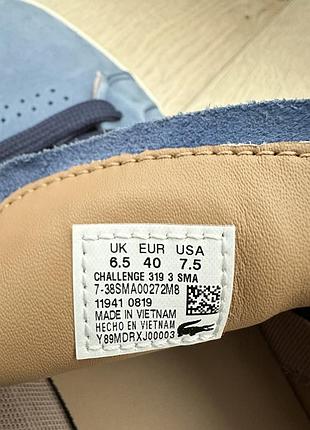 UK EUR USA
6.5 40 7.5
CHALLENGE 319 3 SMA
7-38SMA00272M8
11941 0819
MADE IN VIETNAM
HECHO EN VIETNAM
Y89MDRXJ00003